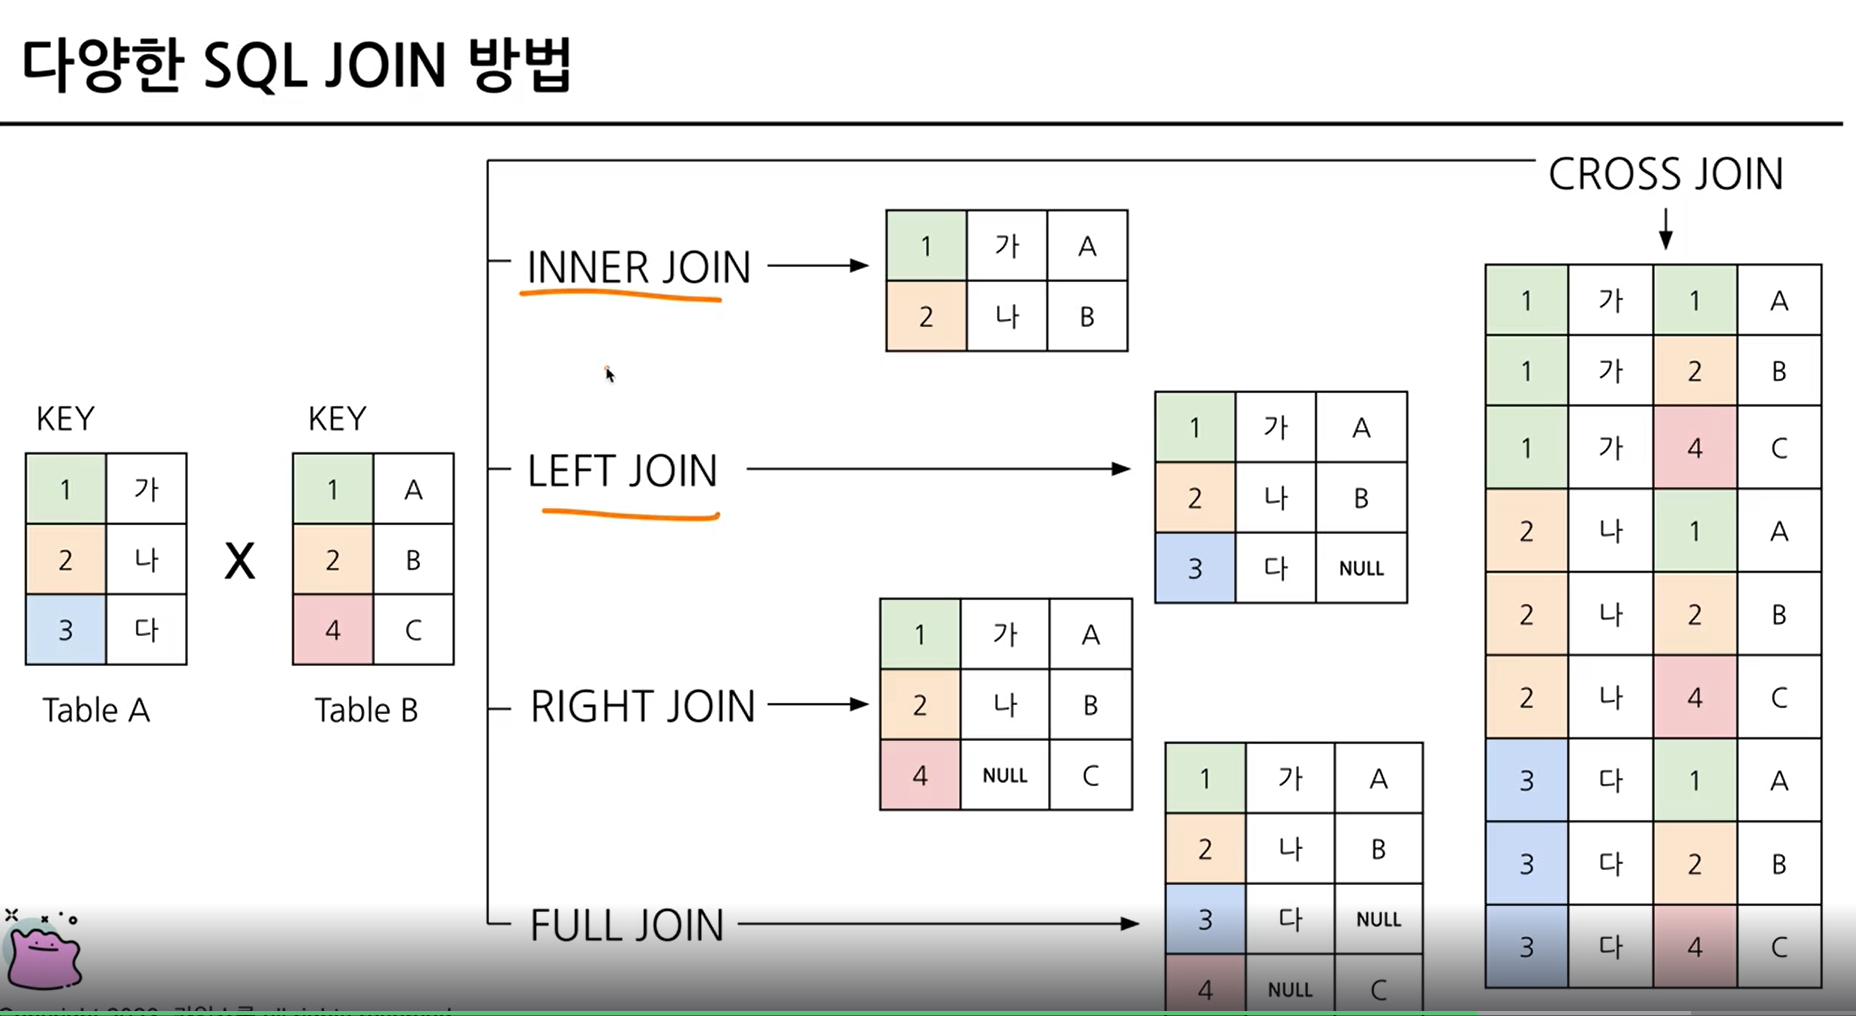 다양한 SQL JOIN 방법
CROSS JOIN
INNER JOIN
1 가 A
2 나 B
LEFT JOIN
1 가 A
2 나 B
3 다 NULL
KEY
1 가
2 나
3 다
Table A
X
KEY
1 A
2 B
4 C
Table B
RIGHT JOIN
1 가 A
2 나 B
4 NULL C
FULL JOIN
1 가 A
2 나 B
3 다 NULL
4 NULL C
1 가 1 A
1 가 2 B
1 가 4 C
2 나 1 A
2 나 2 B
2 나 4 C
3 다 1 A
3 다 2 B
3 다 4 C